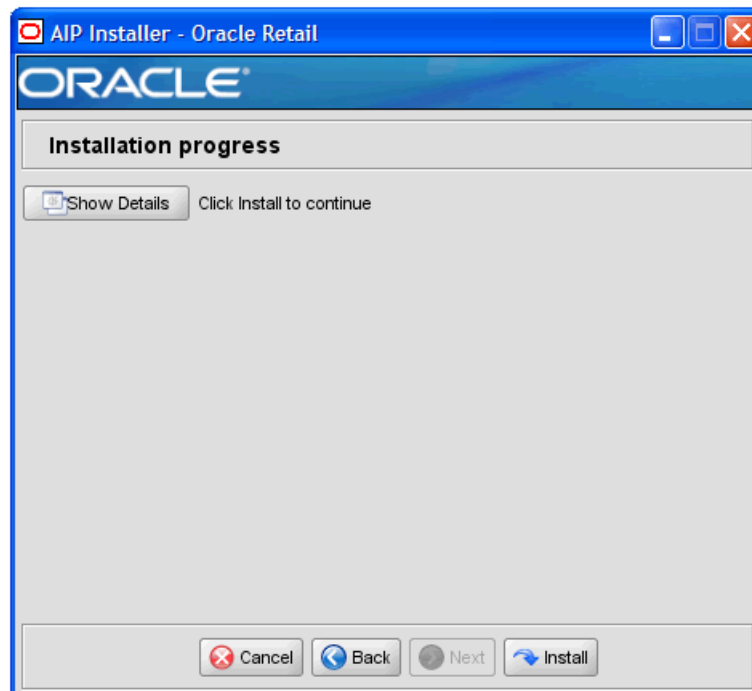 AIP Installer - Oracle Retail
ORACLE®
Installation progress
Show Details Click Install to continue
Cancel Back Next Install